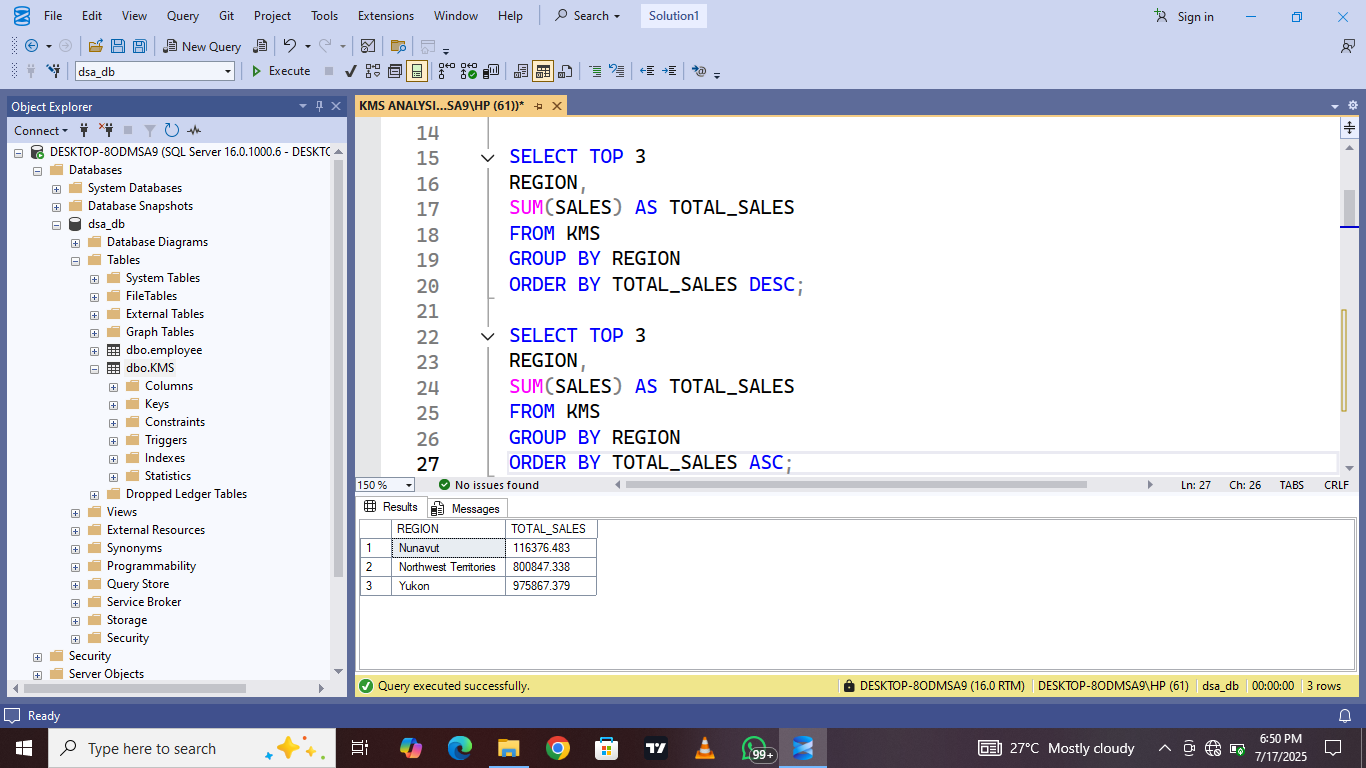 File Edit View Query Git Project Tools Extensions Window Help Search Solution1 Sign in
New Query
dsa_db Execute
Object Explorer
Connect
DESKTOP-8ODMSA9 (SQL Server 16.0.1000.6 - DESKTO
Databases
System Databases
Database Snapshots
dsa_db
Database Diagrams
Tables
System Tables
FileTables
External Tables
Graph Tables
dbo.employee
dbo.KMS
Columns
Keys
Constraints
Triggers
Indexes
Statistics
Dropped Ledger Tables
Views
External Resources
Synonyms
Programmability
Query Store
Service Broker
Storage
Security
Security
Server Objects
KMS ANALYSI...SA9\HP (61))*
14
15 SELECT TOP 3
16 REGION,
17 SUM(SALES) AS TOTAL_SALES
18 FROM KMS
19 GROUP BY REGION
20 ORDER BY TOTAL_SALES DESC;
21
22 SELECT TOP 3
23 REGION,
24 SUM(SALES) AS TOTAL_SALES
25 FROM KMS
26 GROUP BY REGION
27 ORDER BY TOTAL_SALES ASC;
150 % No issues found Ln: 27 Ch: 26 TABS CRLF
Results Messages
REGION TOTAL_SALES
1 Nunavut 116376.483
2 Northwest Territories 800847.338
3 Yukon 975867.379
Query executed successfully. DESKTOP-8ODMSA9 (16.0 RTM) DESKTOP-8ODMSA9\HP (61) dsa_db 00:00:00 3 rows
Ready
Type here to search 99+ 27°C Mostly cloudy 6:50 PM
7/17/2025